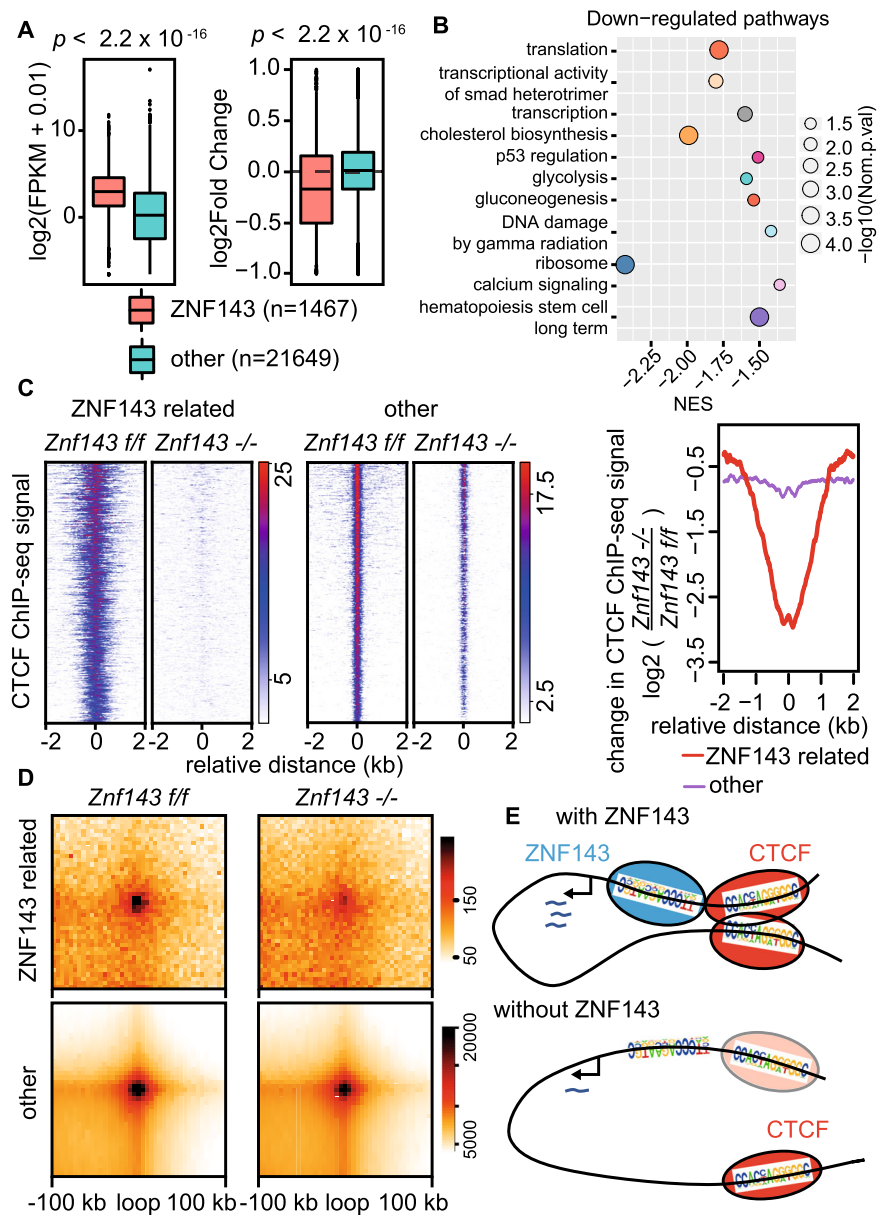 A
p < 2.2 x 10 -16
p < 2.2 x 10 -16
log2(FPKM + 0.01)
10
0
log2Fold Change
1.0
0.5
0.0
−0.5
−1.0
ZNF143 (n=1467)
other (n=21649)
B
Down−regulated pathways
translation
transcriptional activity
of smad heterotrimer
transcription
cholesterol biosynthesis
p53 regulation
glycolysis
gluconeogenesis
DNA damage
by gamma radiation
ribosome
calcium signaling
hematopoiesis stem cell
long term
−2.25
−2.00
−1.75
−1.50
NES
1.5
2.0
2.5
3.0
3.5
4.0
−log10(Nom.p.val)
C
ZNF143 related
other
Znf143 f/f
Znf143 -/-
Znf143 f/f
Znf143 -/-
CTCF ChIP-seq signal
25
5
17.5
2.5
-2 0 2
-2 0 2
-2 0 2
-2 0 2
relative distance (kb)
change in CTCF ChIP-seq signal
log2 ( Znf143 -/- / Znf143 f/f )
−0.5
−1.5
−2.5
−3.5
−2 −1 0 1 2
relative distance (kb)
ZNF143 related
other
D
Znf143 f/f
Znf143 -/-
ZNF143 related
150
50
other
20000
5000
-100 kb loop 100 kb
-100 kb loop 100 kb
E
with ZNF143
ZNF143
CTCF
without ZNF143
CTCF